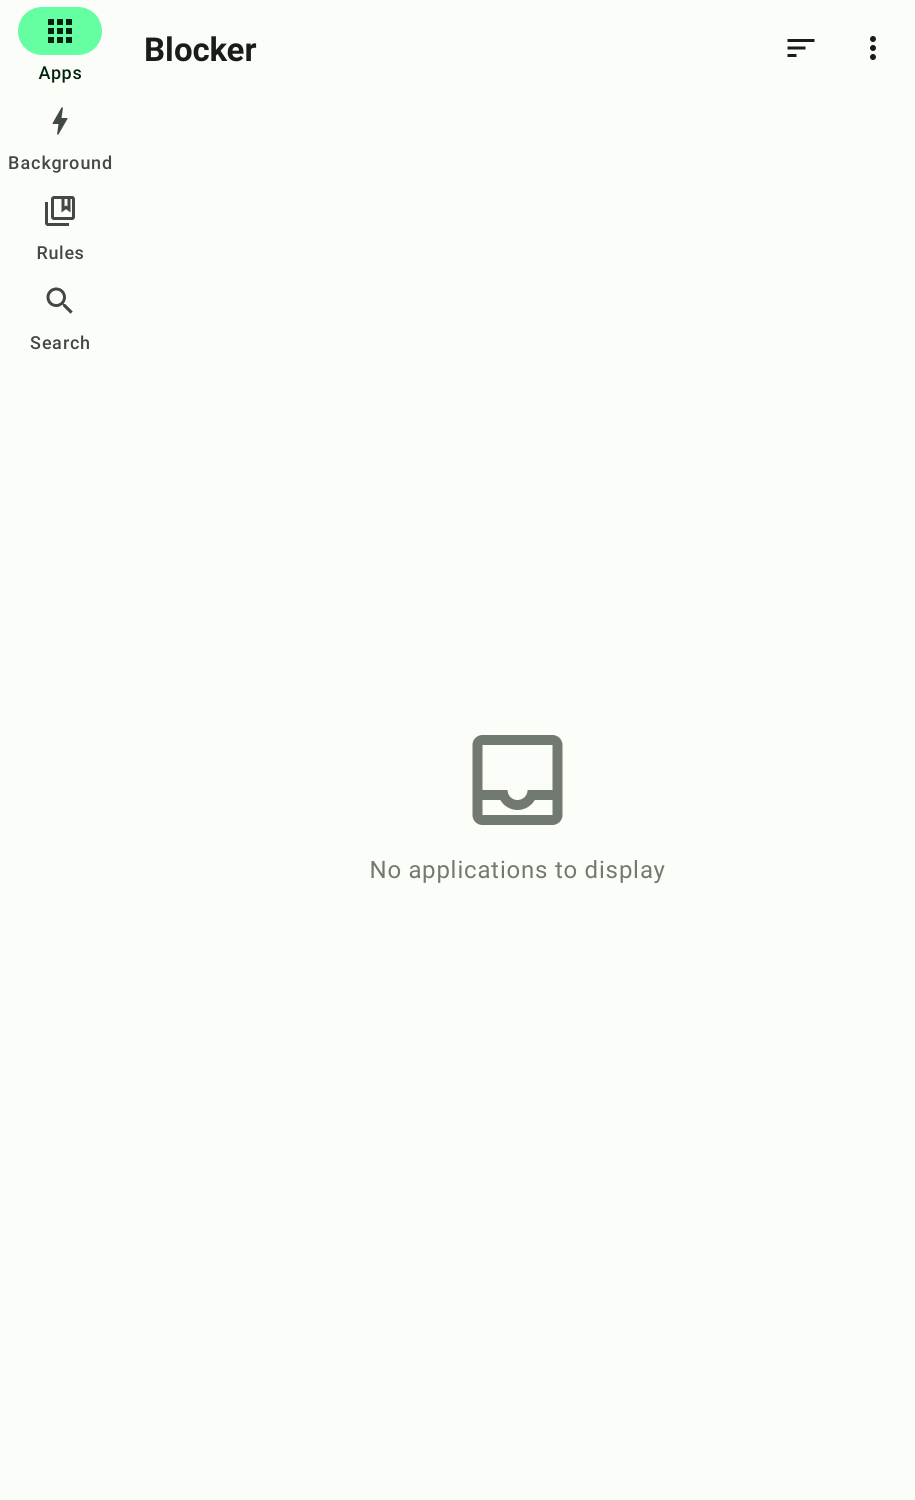 Blocker
Apps
Background
Rules
Search
No applications to display